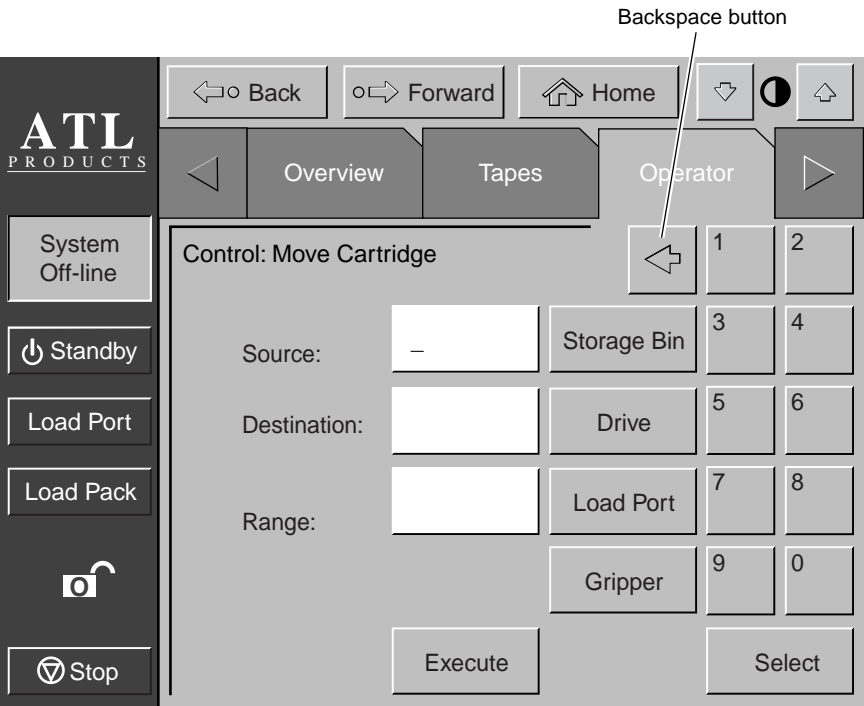 Backspace button
Back
Forward
Home
ATL
PRODUCTS
Overview
Tapes
Operator
System
Off-line
Control: Move Cartridge
1
2
Standby
Source:
_
Storage Bin
3
4
Load Port
Destination:
Drive
5
6
Load Pack
Range:
Load Port
7
8
O
Gripper
9
0
Stop
Execute
Select